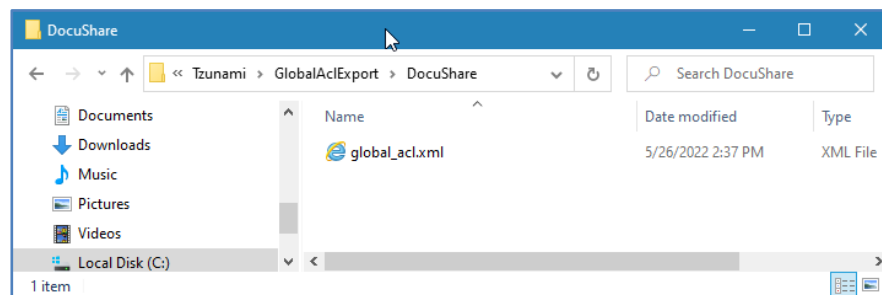 DocuShare
« Tzunami > GlobalAclExport > DocuShare
Search DocuShare
Documents
Downloads
Music
Pictures
Videos
Local Disk (C:)
Name Date modified Type
global_acl.xml 5/26/2022 2:37 PM XML File
1 item